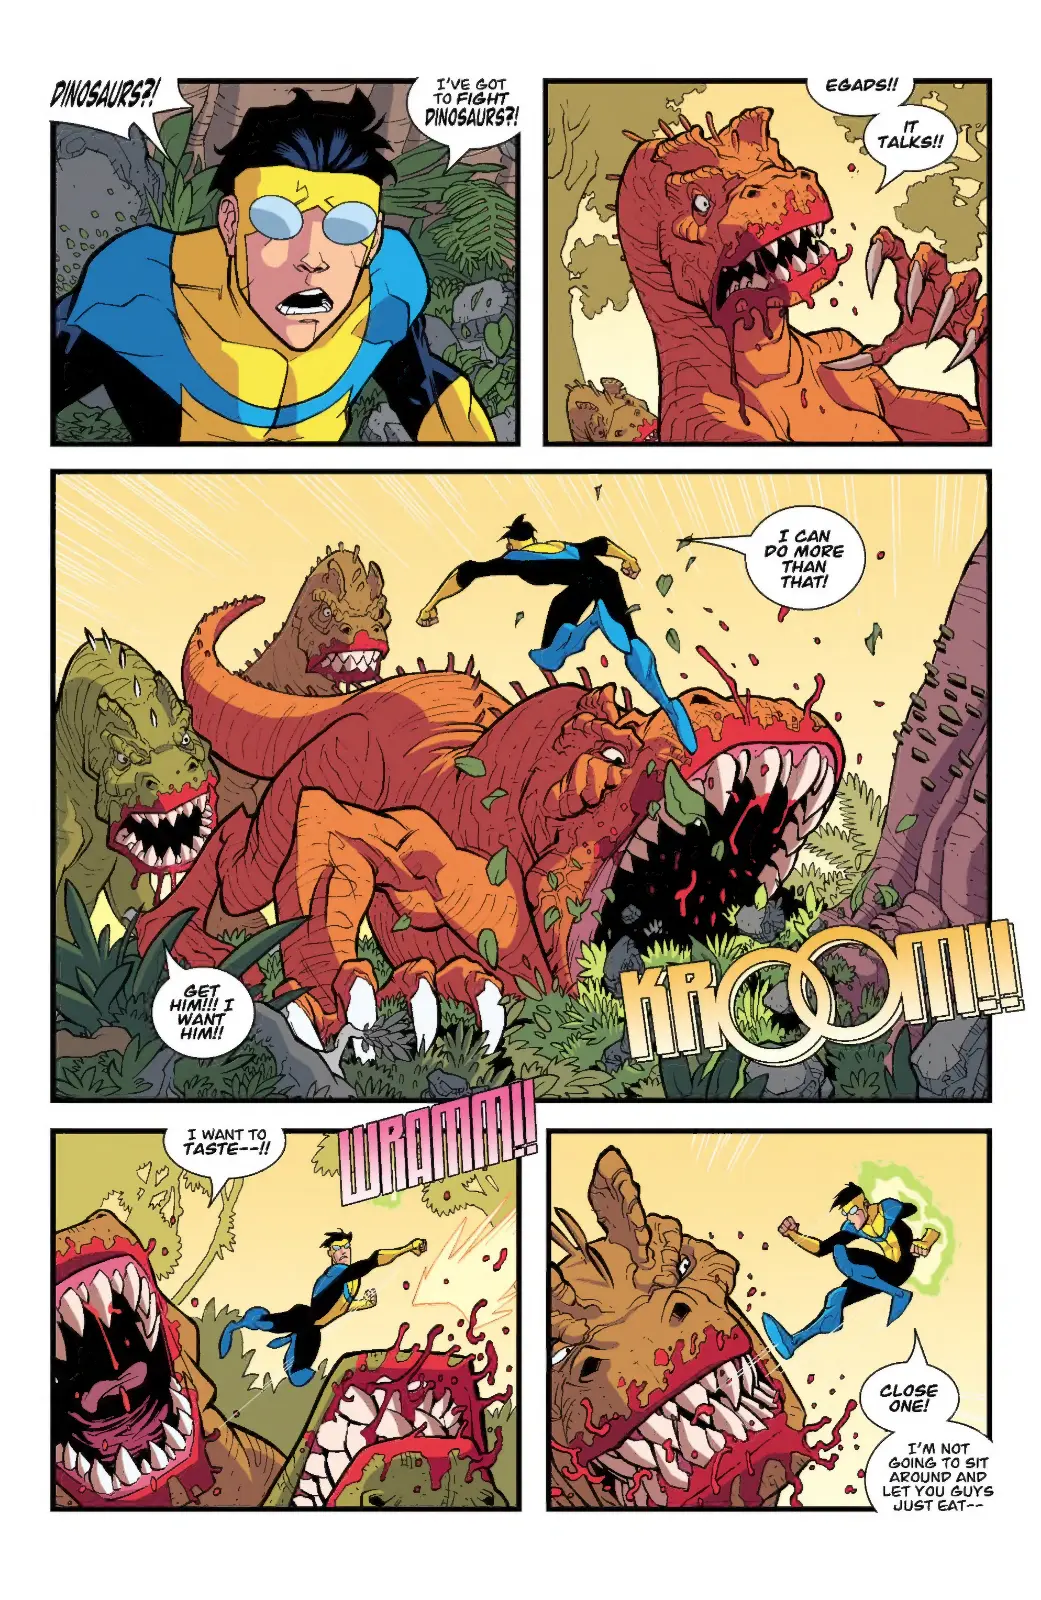 DINOSAURS?!
I'VE GOT
TO FIGHT
DINOSAURS?!
EGADS!!
IT
TALKS!!
I CAN
DO MORE
THAN
THAT!
GET
HIM!!! I
WANT
HIM!!
KROOOM!!
I WANT TO
TASTE--!!
WRAMM!!
CLOSE
ONE!
I'M NOT
GOING TO SIT
AROUND AND
LET YOU GUYS
JUST EAT--